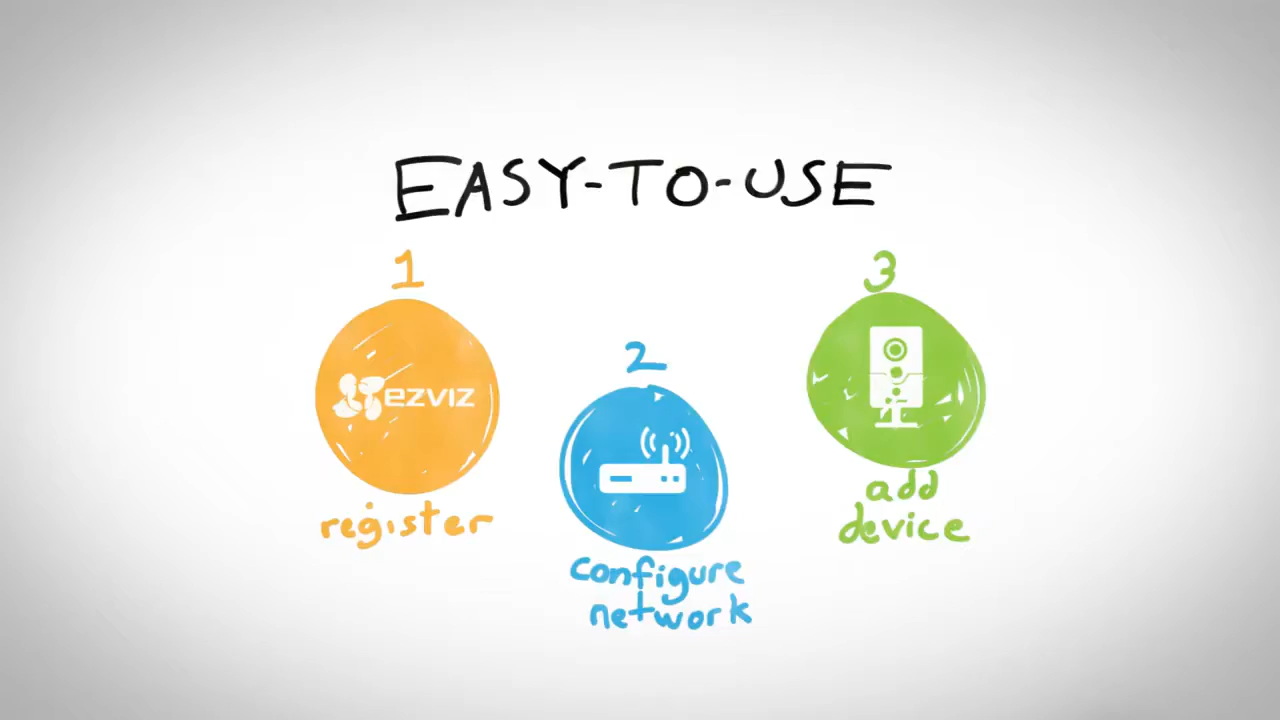 EASY-TO-USE
1
ezviz
register
2
configure
network
3
add
device